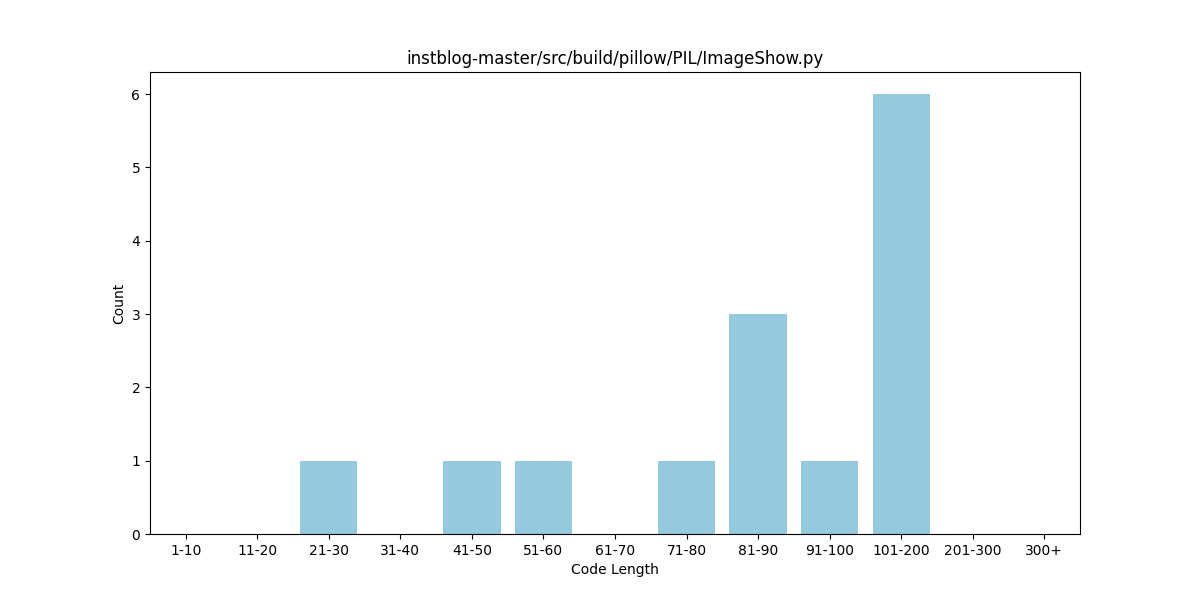 instblog-master/src/build/pillow/PIL/ImageShow.py
6
5
4
3
2
1
0
Count
1-10 11-20 21-30 31-40 41-50 51-60 61-70 71-80 81-90 91-100 101-200 201-300 300+
Code Length